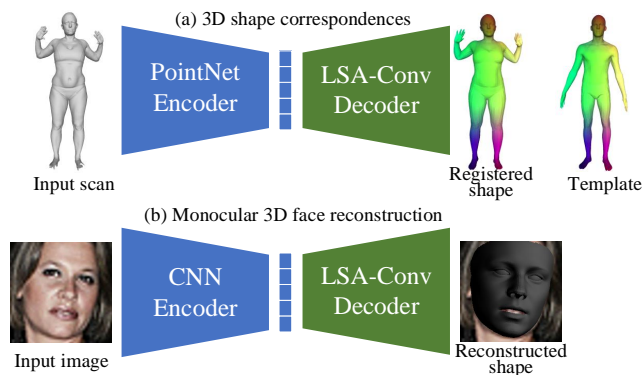 (a) 3D shape correspondences
PointNet
Encoder
LSA-Conv
Decoder
Input scan
Registered
shape
Template
(b) Monocular 3D face reconstruction
CNN
Encoder
LSA-Conv
Decoder
Input image
Reconstructed
shape